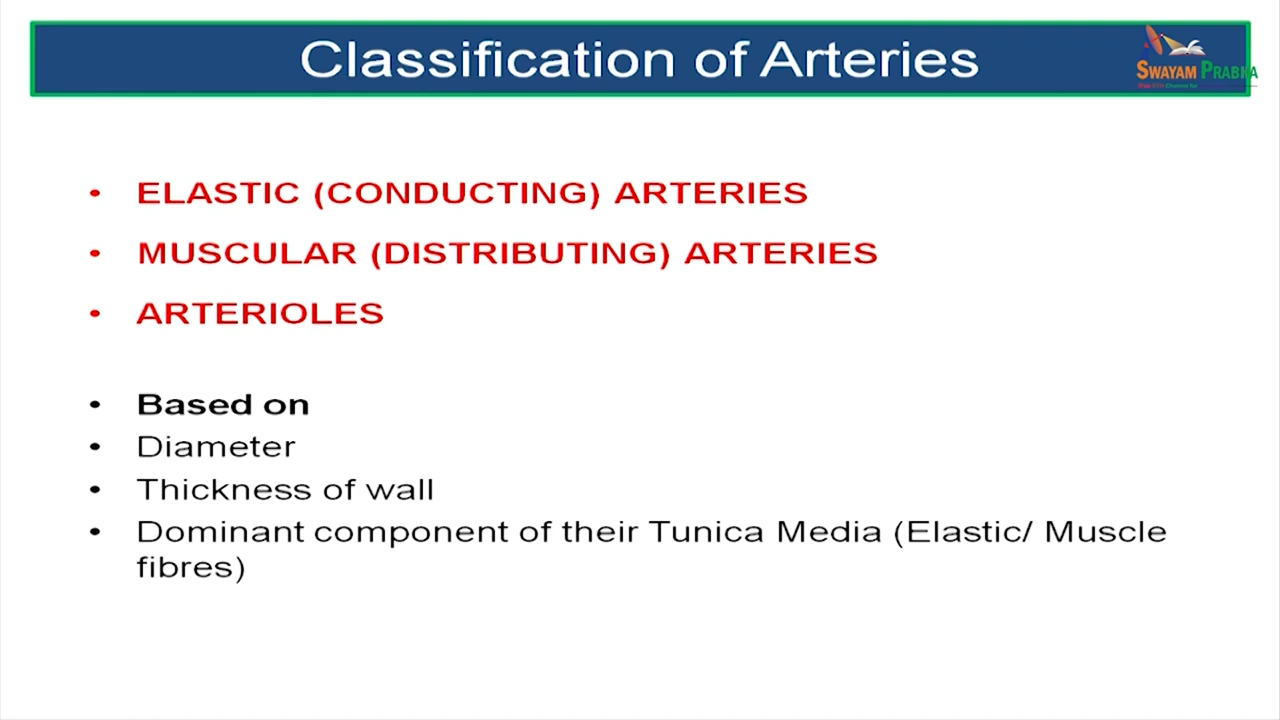 Classification of Arteries
SWAYAM PRABHA
• ELASTIC (CONDUCTING) ARTERIES
• MUSCULAR (DISTRIBUTING) ARTERIES
• ARTERIOLES
• Based on
• Diameter
• Thickness of wall
• Dominant component of their Tunica Media (Elastic/ Muscle
fibres)